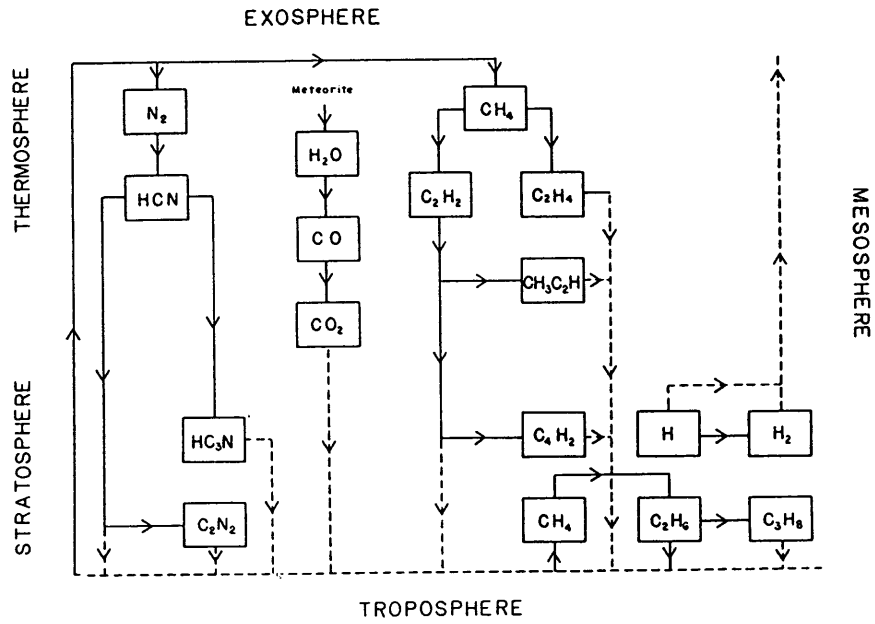 EXOSPHERE
THERMOSPHERE
STRATOSPHERE
MESOSPHERE
Meteorite
N₂
CH₄
H₂O
HCN
C₂H₂
C₂H₄
CO
CH₃C₂H
CO₂
HC₃N
C₄H₂
H
H₂
C₂N₂
CH₄
C₂H₆
C₃H₈
TROPOSPHERE